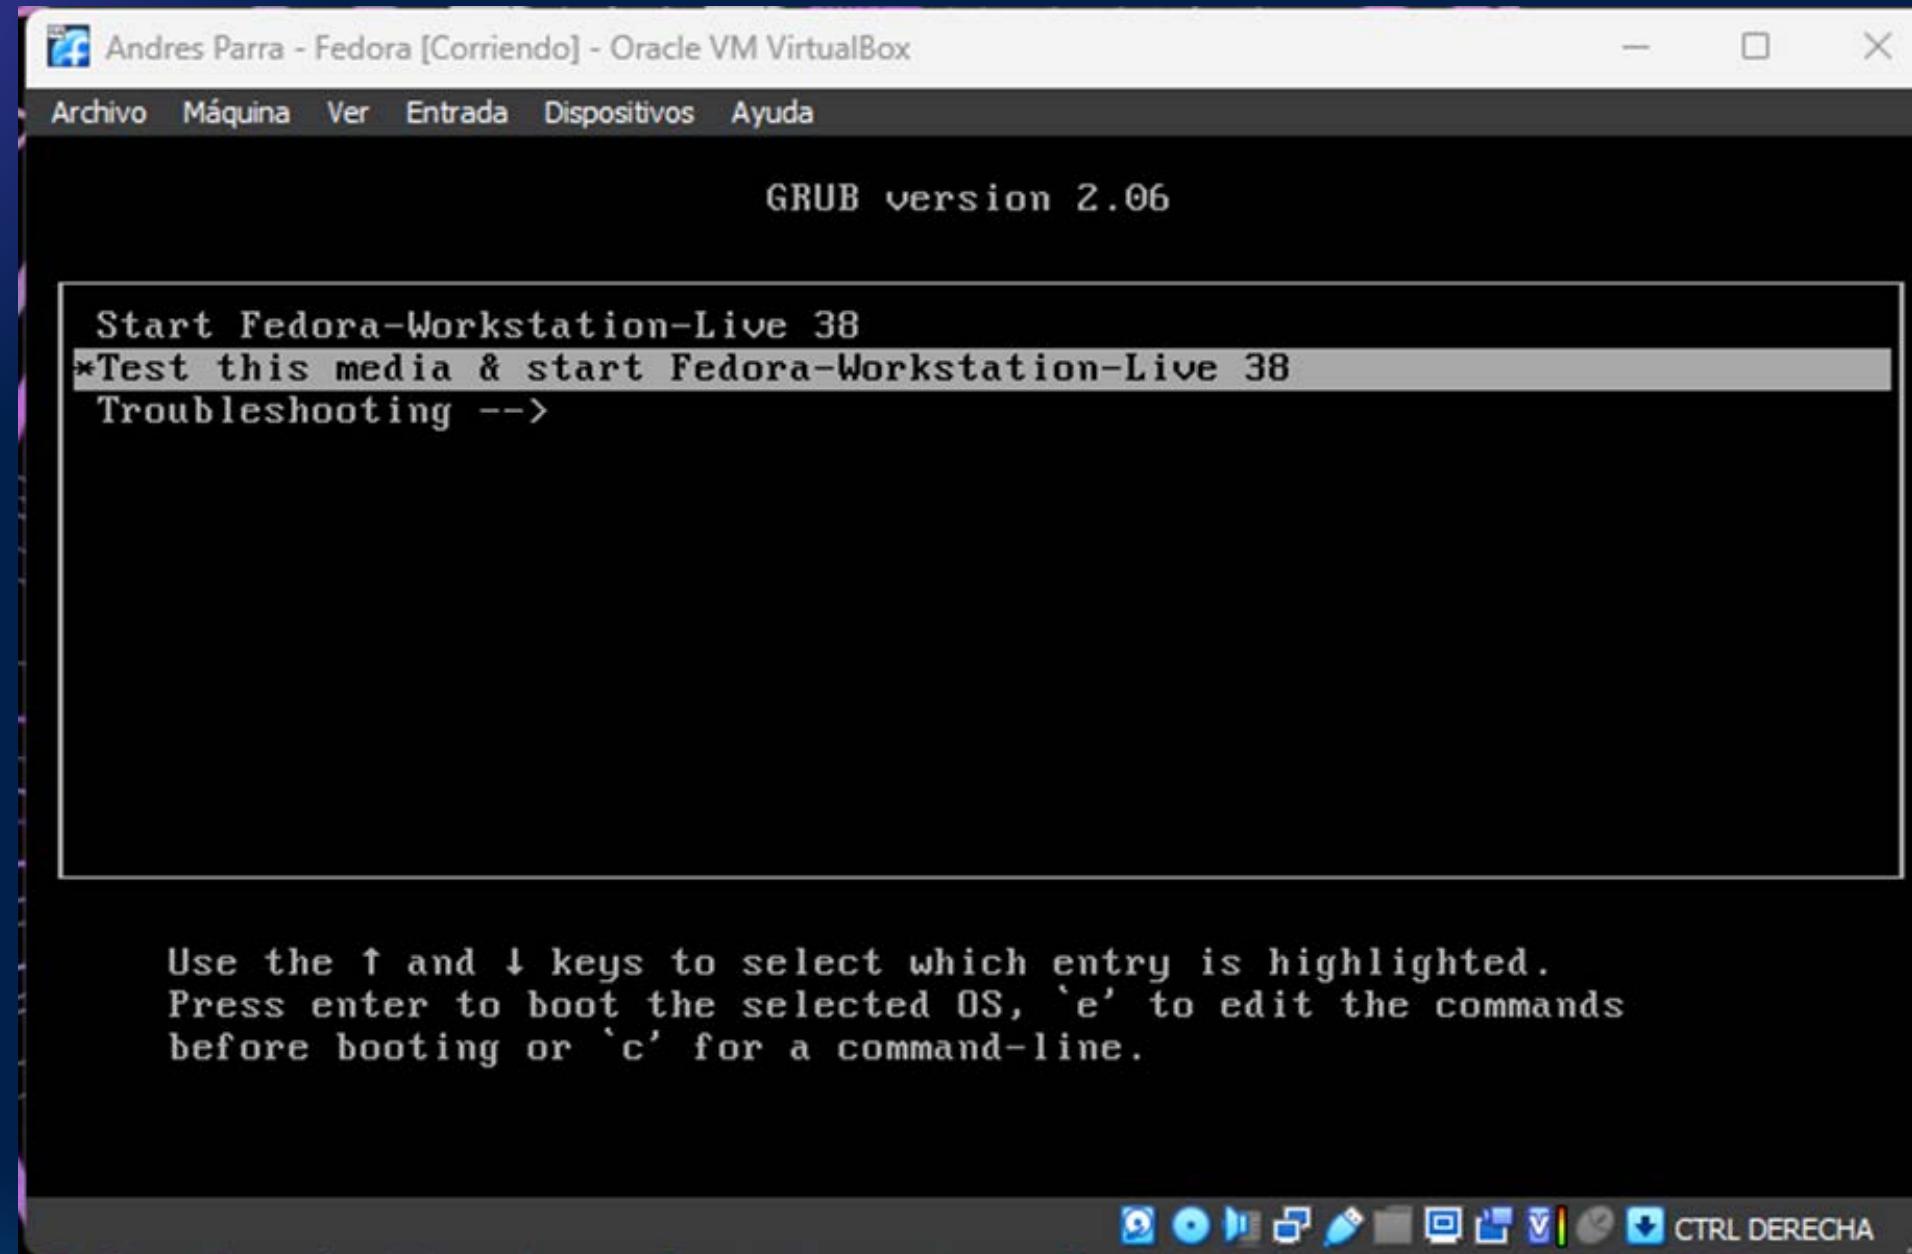 Andres Parra - Fedora [Corriendo] - Oracle VM VirtualBox
Archivo Máquina Ver Entrada Dispositivos Ayuda
GRUB version 2.06
Start Fedora-Workstation-Live 38
*Test this media & start Fedora-Workstation-Live 38
Troubleshooting -->
Use the ↑ and ↓ keys to select which entry is highlighted.
Press enter to boot the selected OS, `e' to edit the commands
before booting or `c' for a command-line.
CTRL DERECHA